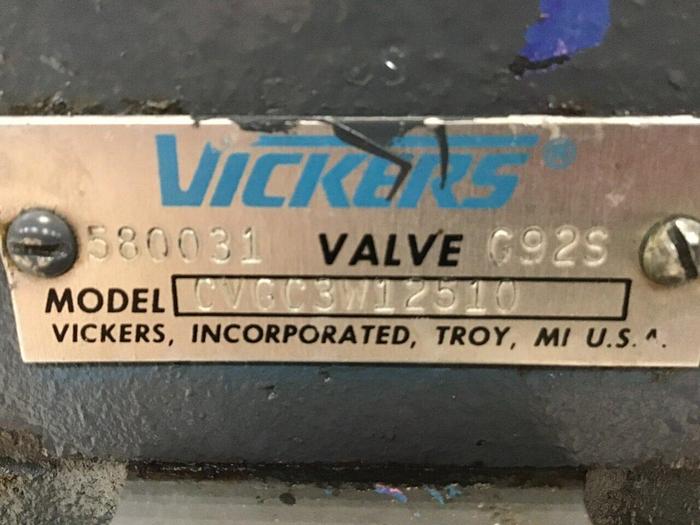 VICKERS®
580031 VALVE G92S
MODEL CVGC3W12510
VICKERS, INCORPORATED, TROY, MI U.S.A.